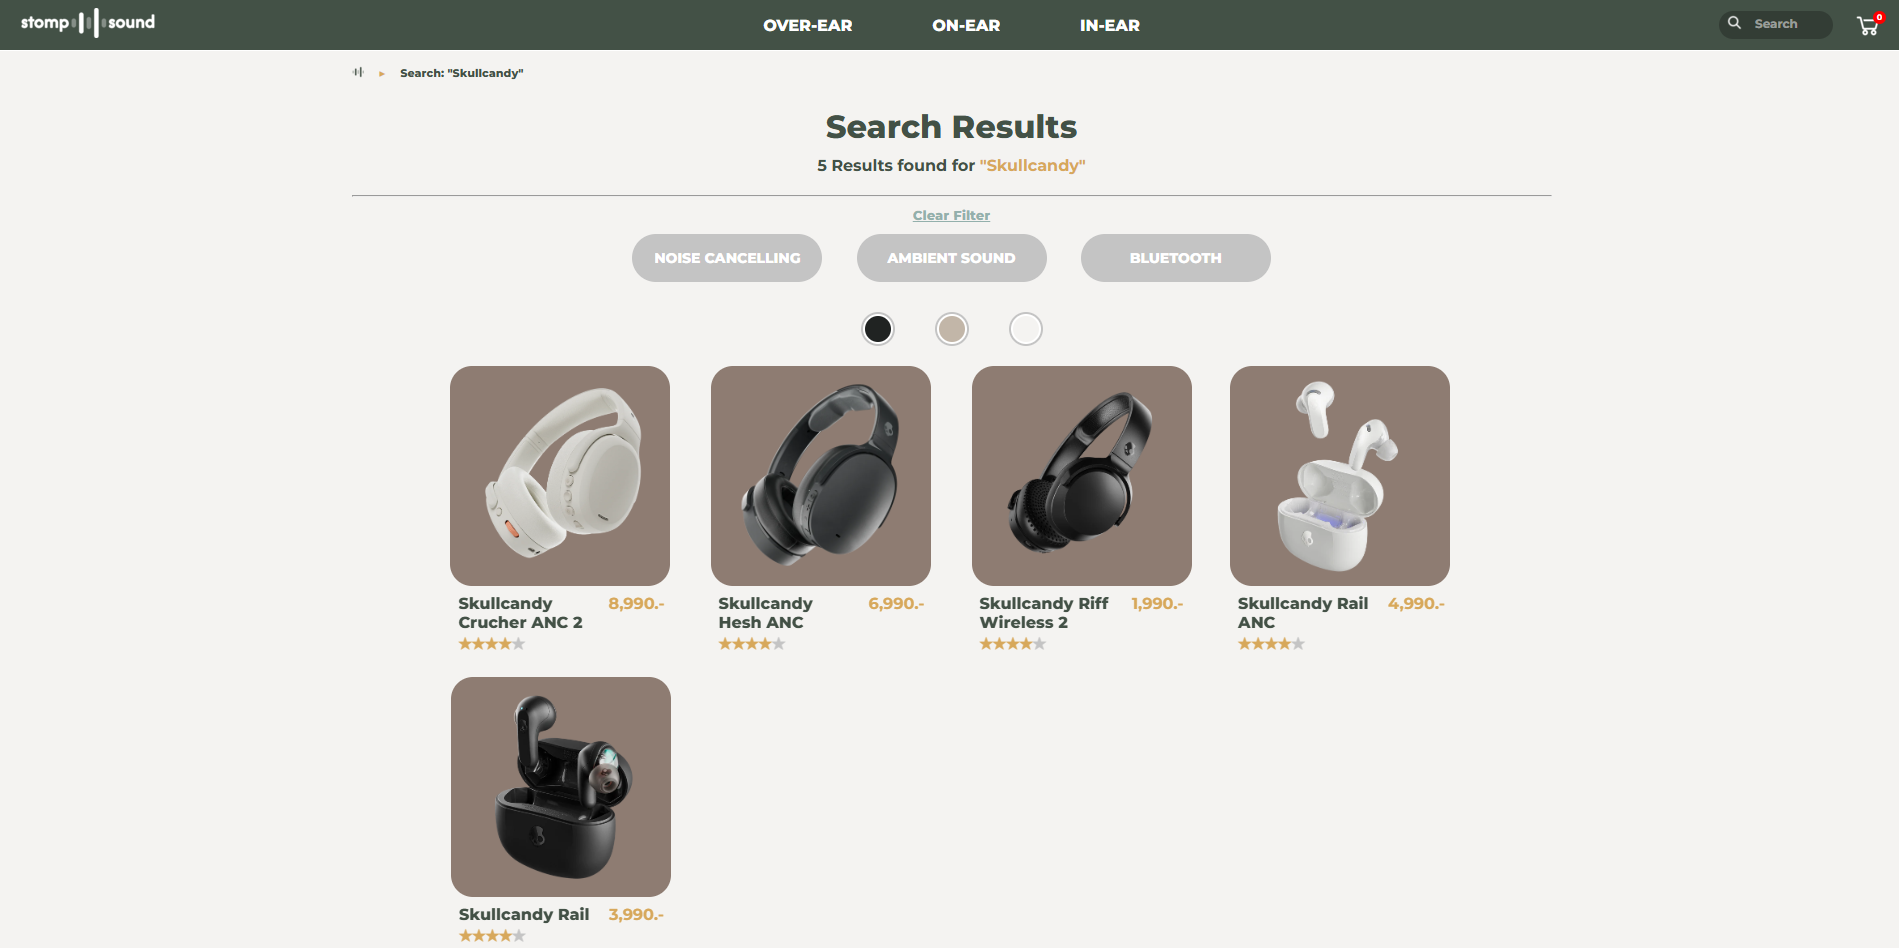 stomp sound
OVER-EAR
ON-EAR
IN-EAR
Search
0
Search: "Skullcandy"
Search Results
5 Results found for "Skullcandy"
Clear Filter
NOISE CANCELLING
AMBIENT SOUND
BLUETOOTH
Skullcandy
Crucher ANC 2
8,990.-
Skullcandy
Hesh ANC
6,990.-
Skullcandy Riff
Wireless 2
1,990.-
Skullcandy Rail
ANC
4,990.-
Skullcandy Rail
3,990.-